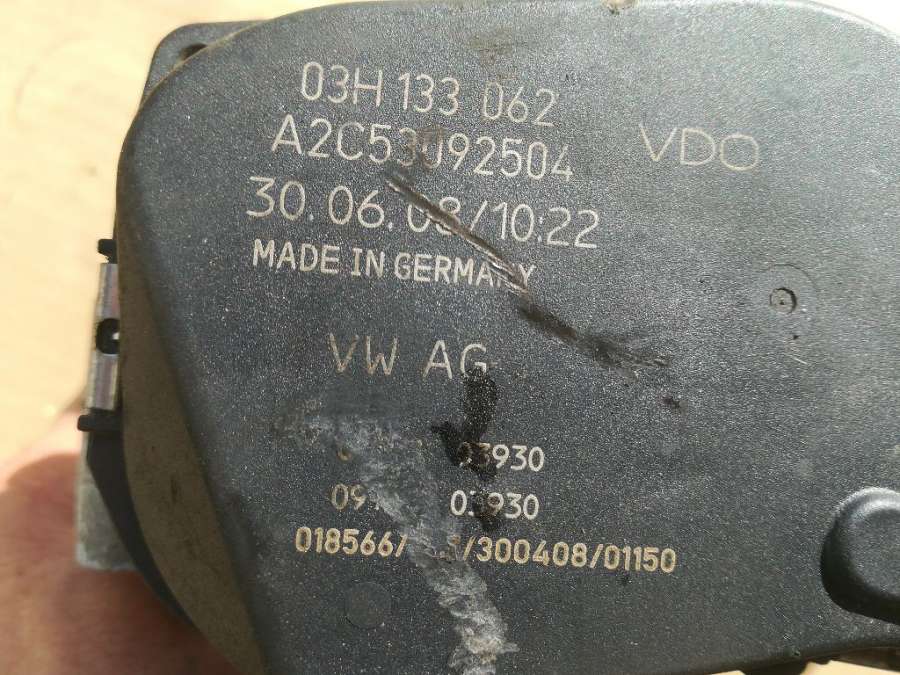 03H 133 062
A2C53092504
VDO
30.06.08/10:22
MADE IN GERMANY
VW AG
03930
03930
018566/ /300408/01150